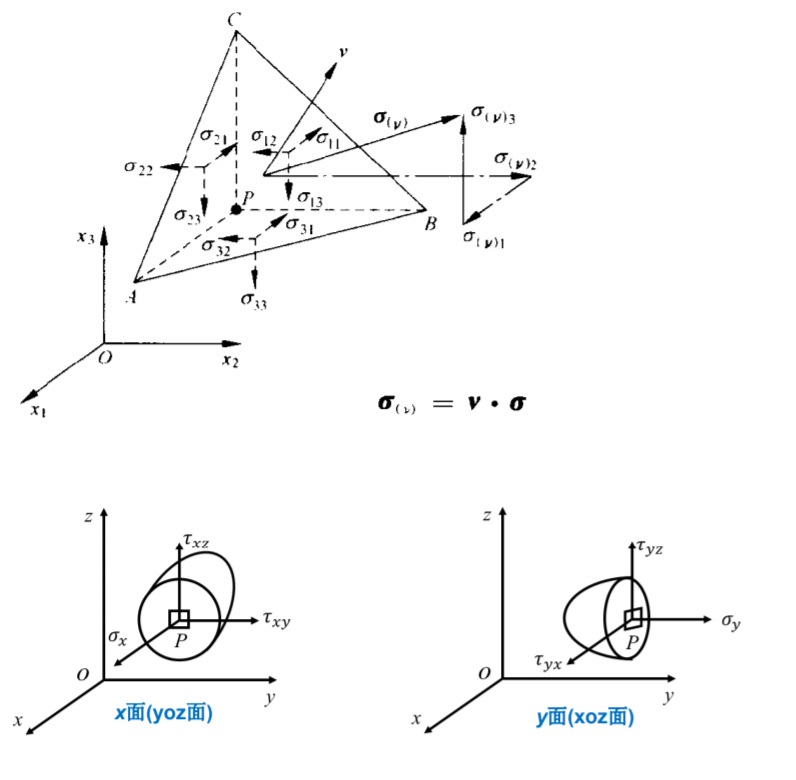 C
ν
σ₍ν₎
σ₍ν₎₃
σ₂₁
σ₁₂
σ₁₁
σ₂₂
σ₍ν₎₂
P
σ₁₃
σ₂₃
σ₃₁
B
x₃
σ₃₂
σ₍ν₎₁
A
σ₃₃
O
x₂
x₁
σ₍ν₎ = ν • σ
z
τxz
τxy
σx
P
O
y
x
x面(yoz面)
z
τyz
σy
P
τyx
O
y
x
y面(xoz面)